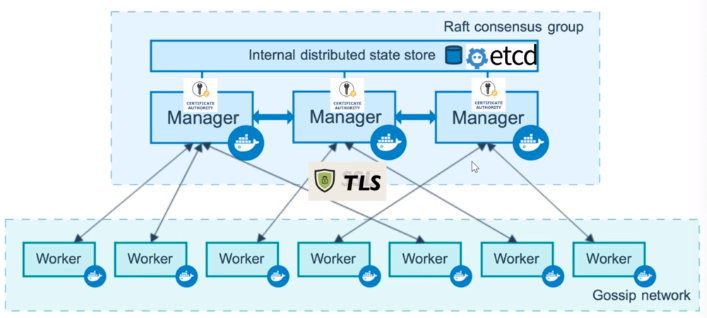 Raft consensus group
Internal distributed state store etcd
CERTIFICATE
AUTHORITY
CERTIFICATE
AUTHORITY
CERTIFICATE
AUTHORITY
Manager Manager Manager
TLS
Worker Worker Worker Worker Worker Worker Worker
Gossip network